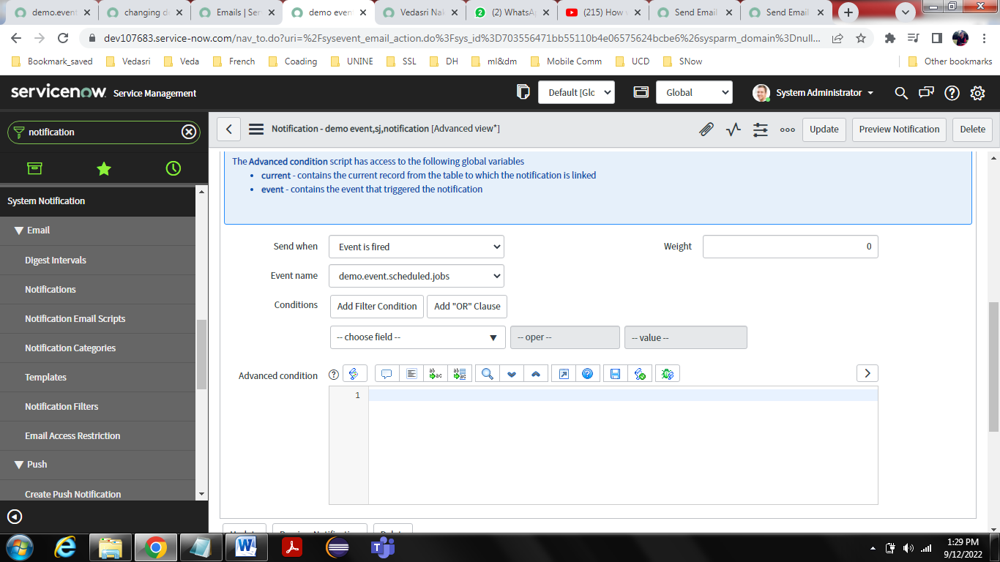 demo.event
changing d
Emails | Ser
demo even
Vedasri Nal
(2) WhatsA
(215) How
Send Email
Send Email
dev107683.service-now.com/nav_to.do?uri=%2Fsysevent_email_action.do%3Fsys_id%3D703556471bb55110b4e06575624bcbe6%26sysparm_domain%3Dnull...
Bookmark_saved Vedasri Veda French Coading UNINE SSL DH ml&dm Mobile Comm UCD SNow Other bookmarks
servicenow Service Management Default [Glc Global System Administrator
notification
Notification - demo event,sj,notification [Advanced view*] Update Preview Notification Delete
System Notification
Email
Digest Intervals
Notifications
Notification Email Scripts
Notification Categories
Templates
Notification Filters
Email Access Restriction
Push
Create Push Notification
The Advanced condition script has access to the following global variables
• current - contains the current record from the table to which the notification is linked
• event - contains the event that triggered the notification
Send when Event is fired Weight 0
Event name demo.event.scheduled.jobs
Conditions Add Filter Condition Add "OR" Clause
-- choose field -- -- oper -- -- value --
Advanced condition
1
Update Preview Notification Delete
1:29 PM
9/12/2022